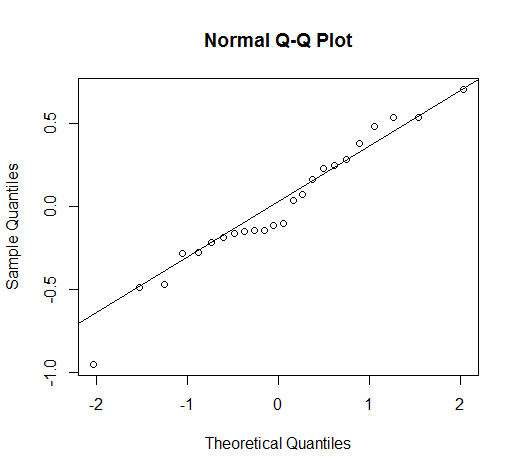 Normal Q-Q Plot
Sample Quantiles
0.5
0.0
-0.5
-1.0
-2 -1 0 1 2
Theoretical Quantiles